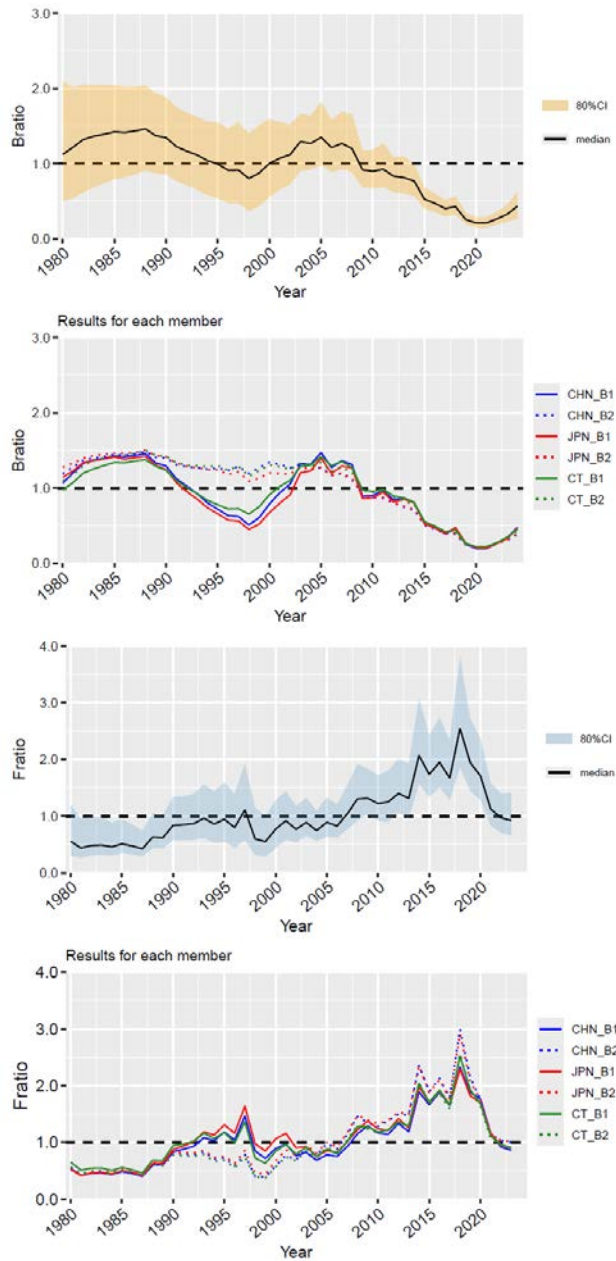 3.0
2.0
1.0
0.0
Bratio
1980
1985
1990
1995
2000
2005
2010
2015
2020
Year
80%CI
median
Results for each member
3.0
2.0
1.0
0.0
Bratio
1980
1985
1990
1995
2000
2005
2010
2015
2020
Year
CHN_B1
CHN_B2
JPN_B1
JPN_B2
CT_B1
CT_B2
4.0
3.0
2.0
1.0
0.0
Fratio
1980
1985
1990
1995
2000
2005
2010
2015
2020
Year
80%CI
median
Results for each member
4.0
3.0
2.0
1.0
0.0
Fratio
1980
1985
1990
1995
2000
2005
2010
2015
2020
Year
CHN_B1
CHN_B2
JPN_B1
JPN_B2
CT_B1
CT_B2